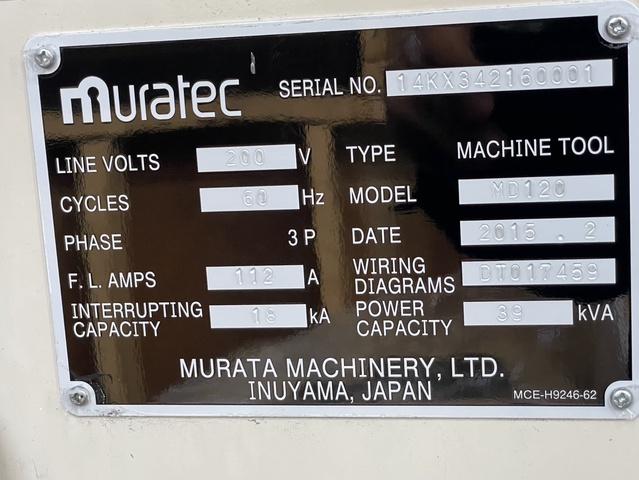 muratec
SERIAL NO. 14KX342160001
LINE VOLTS 200 V TYPE MACHINE TOOL
CYCLES 60 Hz MODEL MD120
PHASE 3 P DATE 2015 . 2
F. L. AMPS 112 A WIRING DIAGRAMS DT017459
INTERRUPTING CAPACITY 18 kA POWER CAPACITY 39 kVA
MURATA MACHINERY, LTD.
INUYAMA, JAPAN
MCE-H9246-62